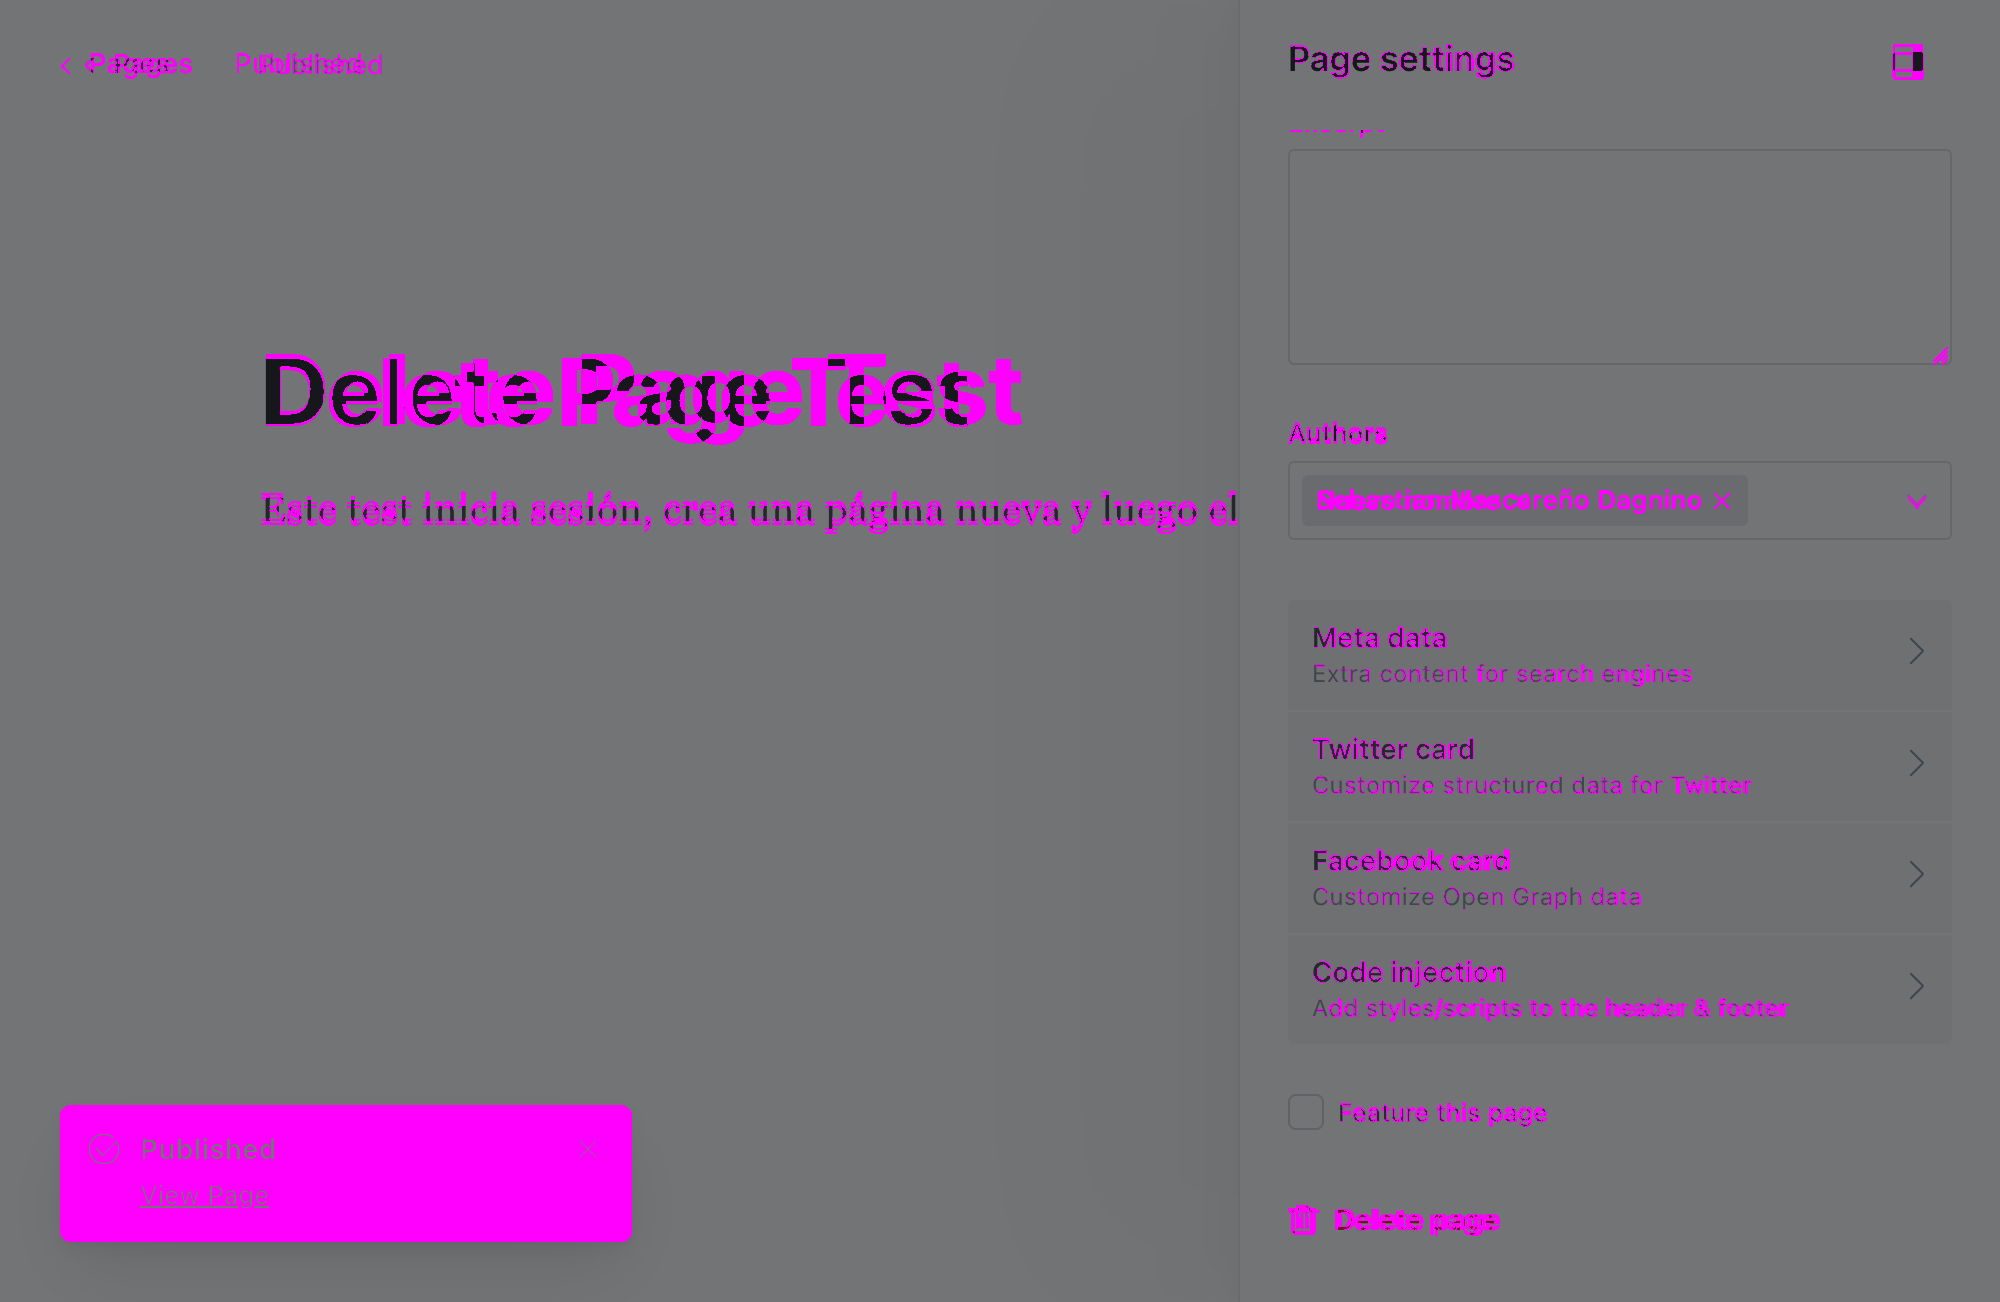 Pages Published
Page settings
Delete Page Test
Este test inicia sesión, crea una página nueva y luego el
Authors
Mascareño Dagnino
Meta data
Extra content for search engines
Twitter card
Customize structured data for Twitter
Facebook card
Customize Open Graph data
Code injection
Add styles/scripts to the header & footer
Feature this page
Published
View Page
Delete page